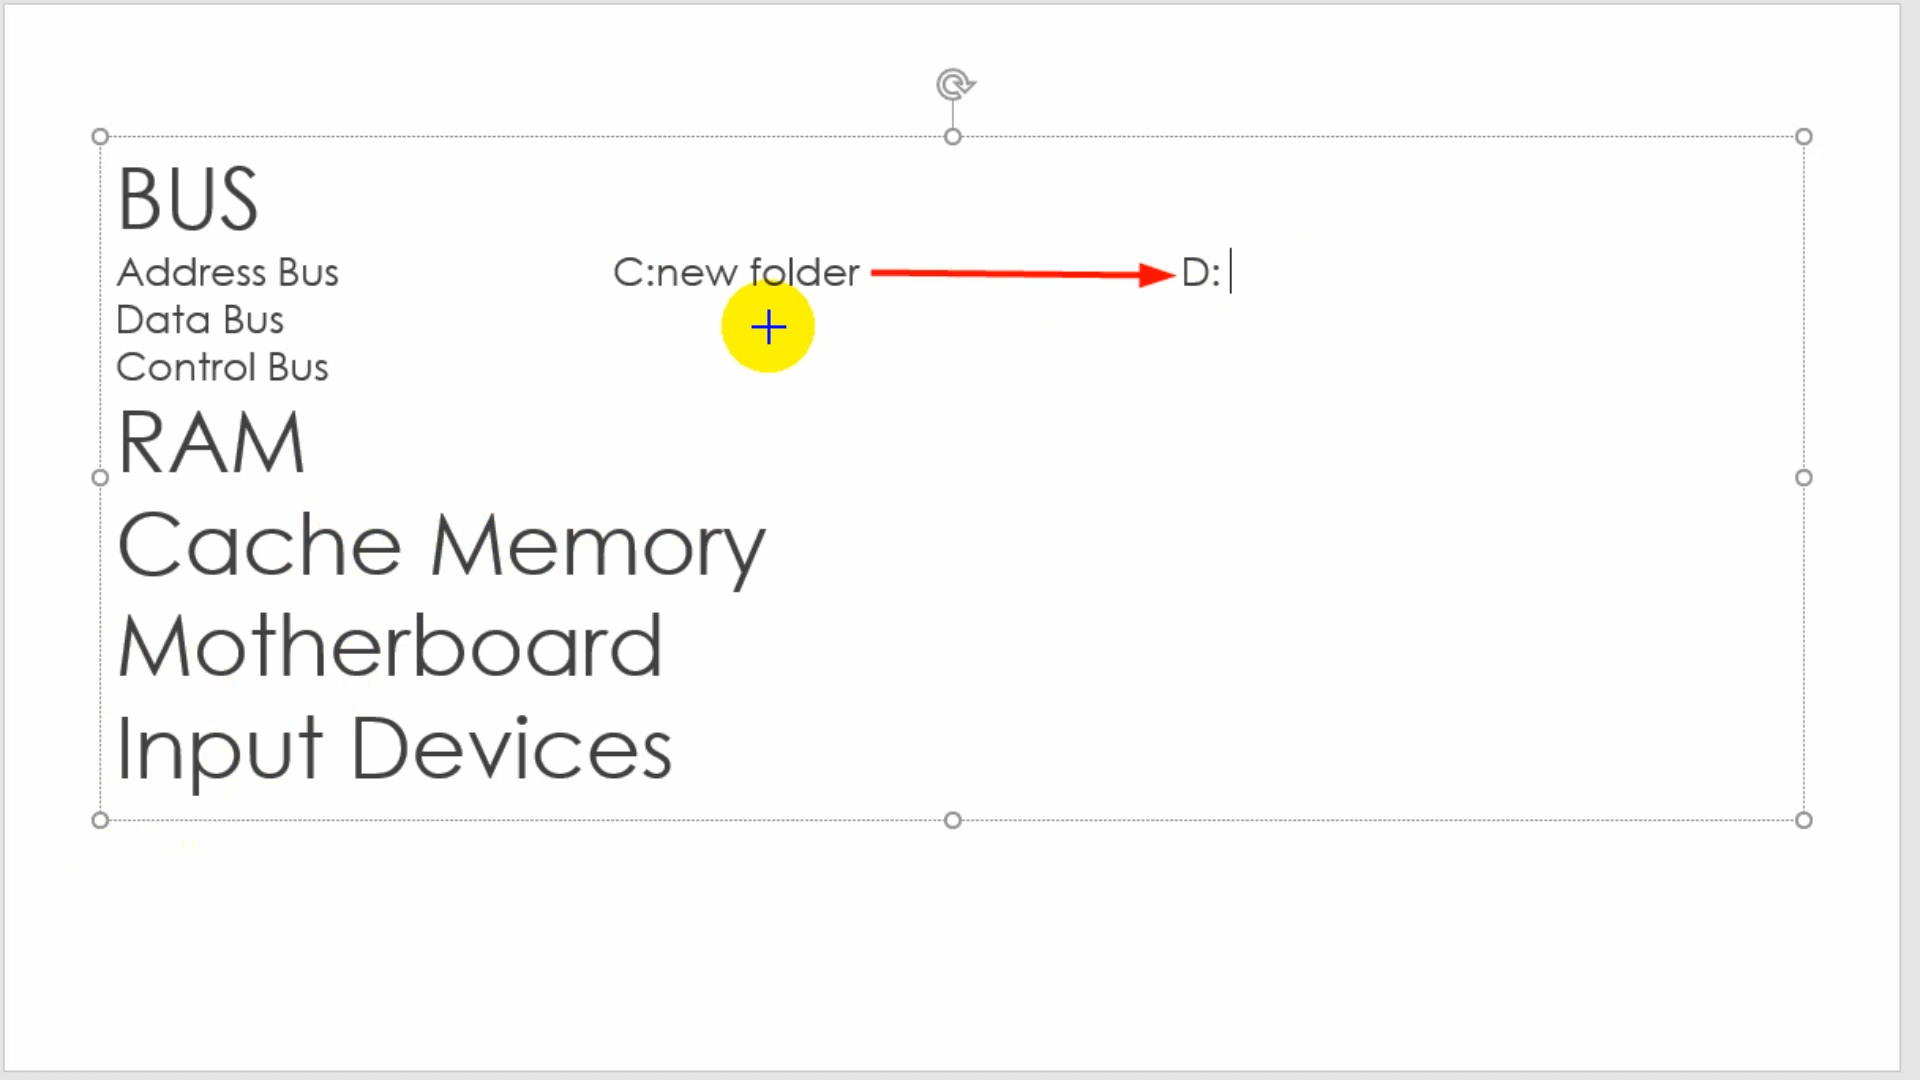 BUS
Address Bus C:new folder D:
Data Bus
Control Bus
RAM
Cache Memory
Motherboard
Input Devices